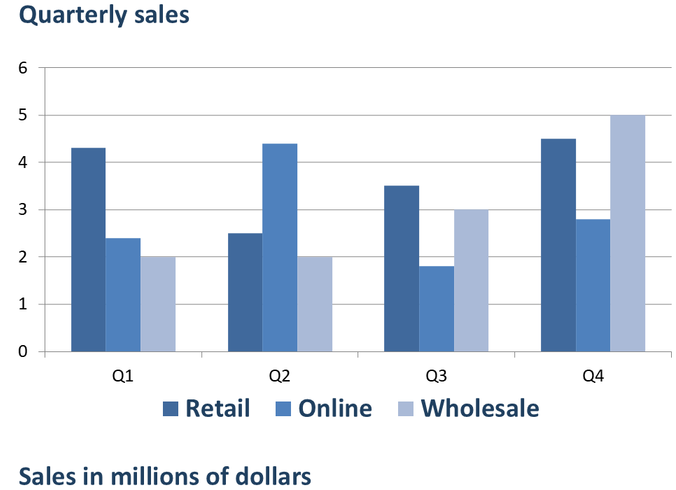 Quarterly sales
6
5
4
3
2
1
0
Q1 Q2 Q3 Q4
Retail Online Wholesale
Sales in millions of dollars